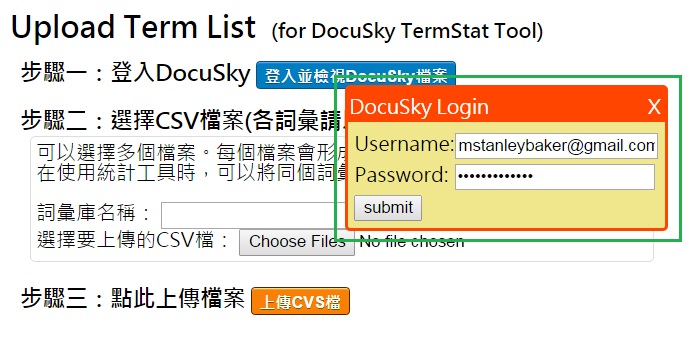 Upload Term List (for DocuSky TermStat Tool)
步驟一：登入DocuSky 登入並檢視DocuSky檔案
步驟二：選擇CSV檔案(各詞彙請
DocuSky Login X
Username: mstanleybaker@gmail.com
Password: •••••••••••••
submit
可以選擇多個檔案。每個檔案會形成
在使用統計工具時，可以將同個詞彙
詞彙庫名稱：
選擇要上傳的CSV檔： Choose Files No file chosen
步驟三：點此上傳檔案 上傳CVS檔